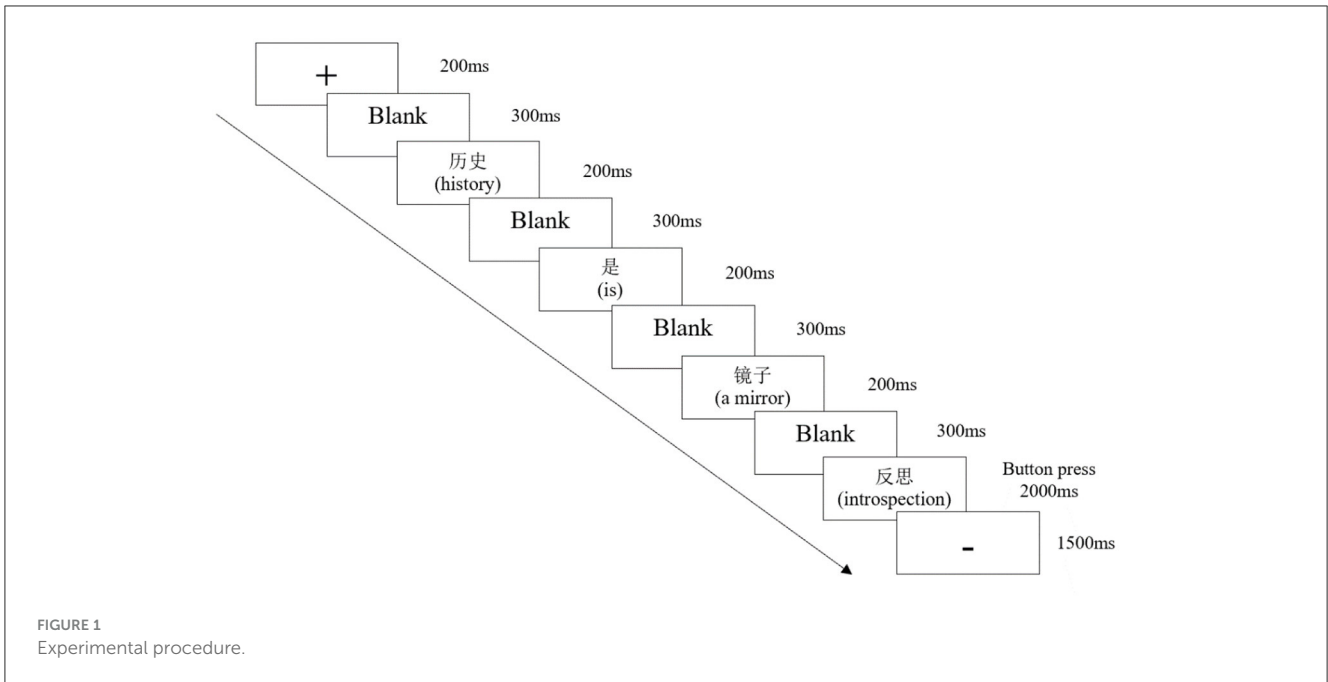 +
200ms
Blank
300ms
历史
(history)
200ms
Blank
300ms
是
(is)
200ms
Blank
300ms
镜子
(a mirror)
200ms
Blank
300ms
反思
(introspection)
Button press
2000ms
-
1500ms
FIGURE 1
Experimental procedure.